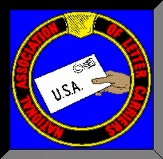 NATIONAL ASSOCIATION OF LETTER CARRIERS
U.S.A.